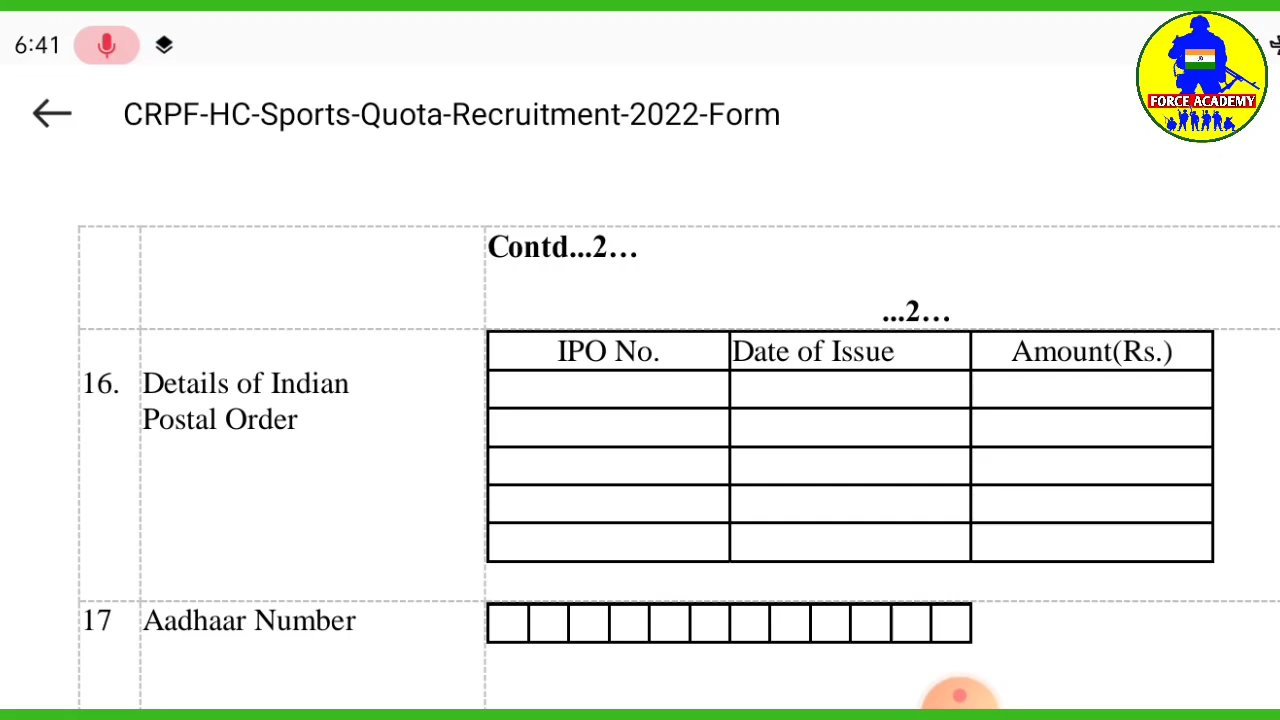 6:41
FORCE ACADEMY
CRPF-HC-Sports-Quota-Recruitment-2022-Form
Contd...2...
...2...
IPO No. Date of Issue Amount(Rs.)
16. Details of Indian
Postal Order
17 Aadhaar Number